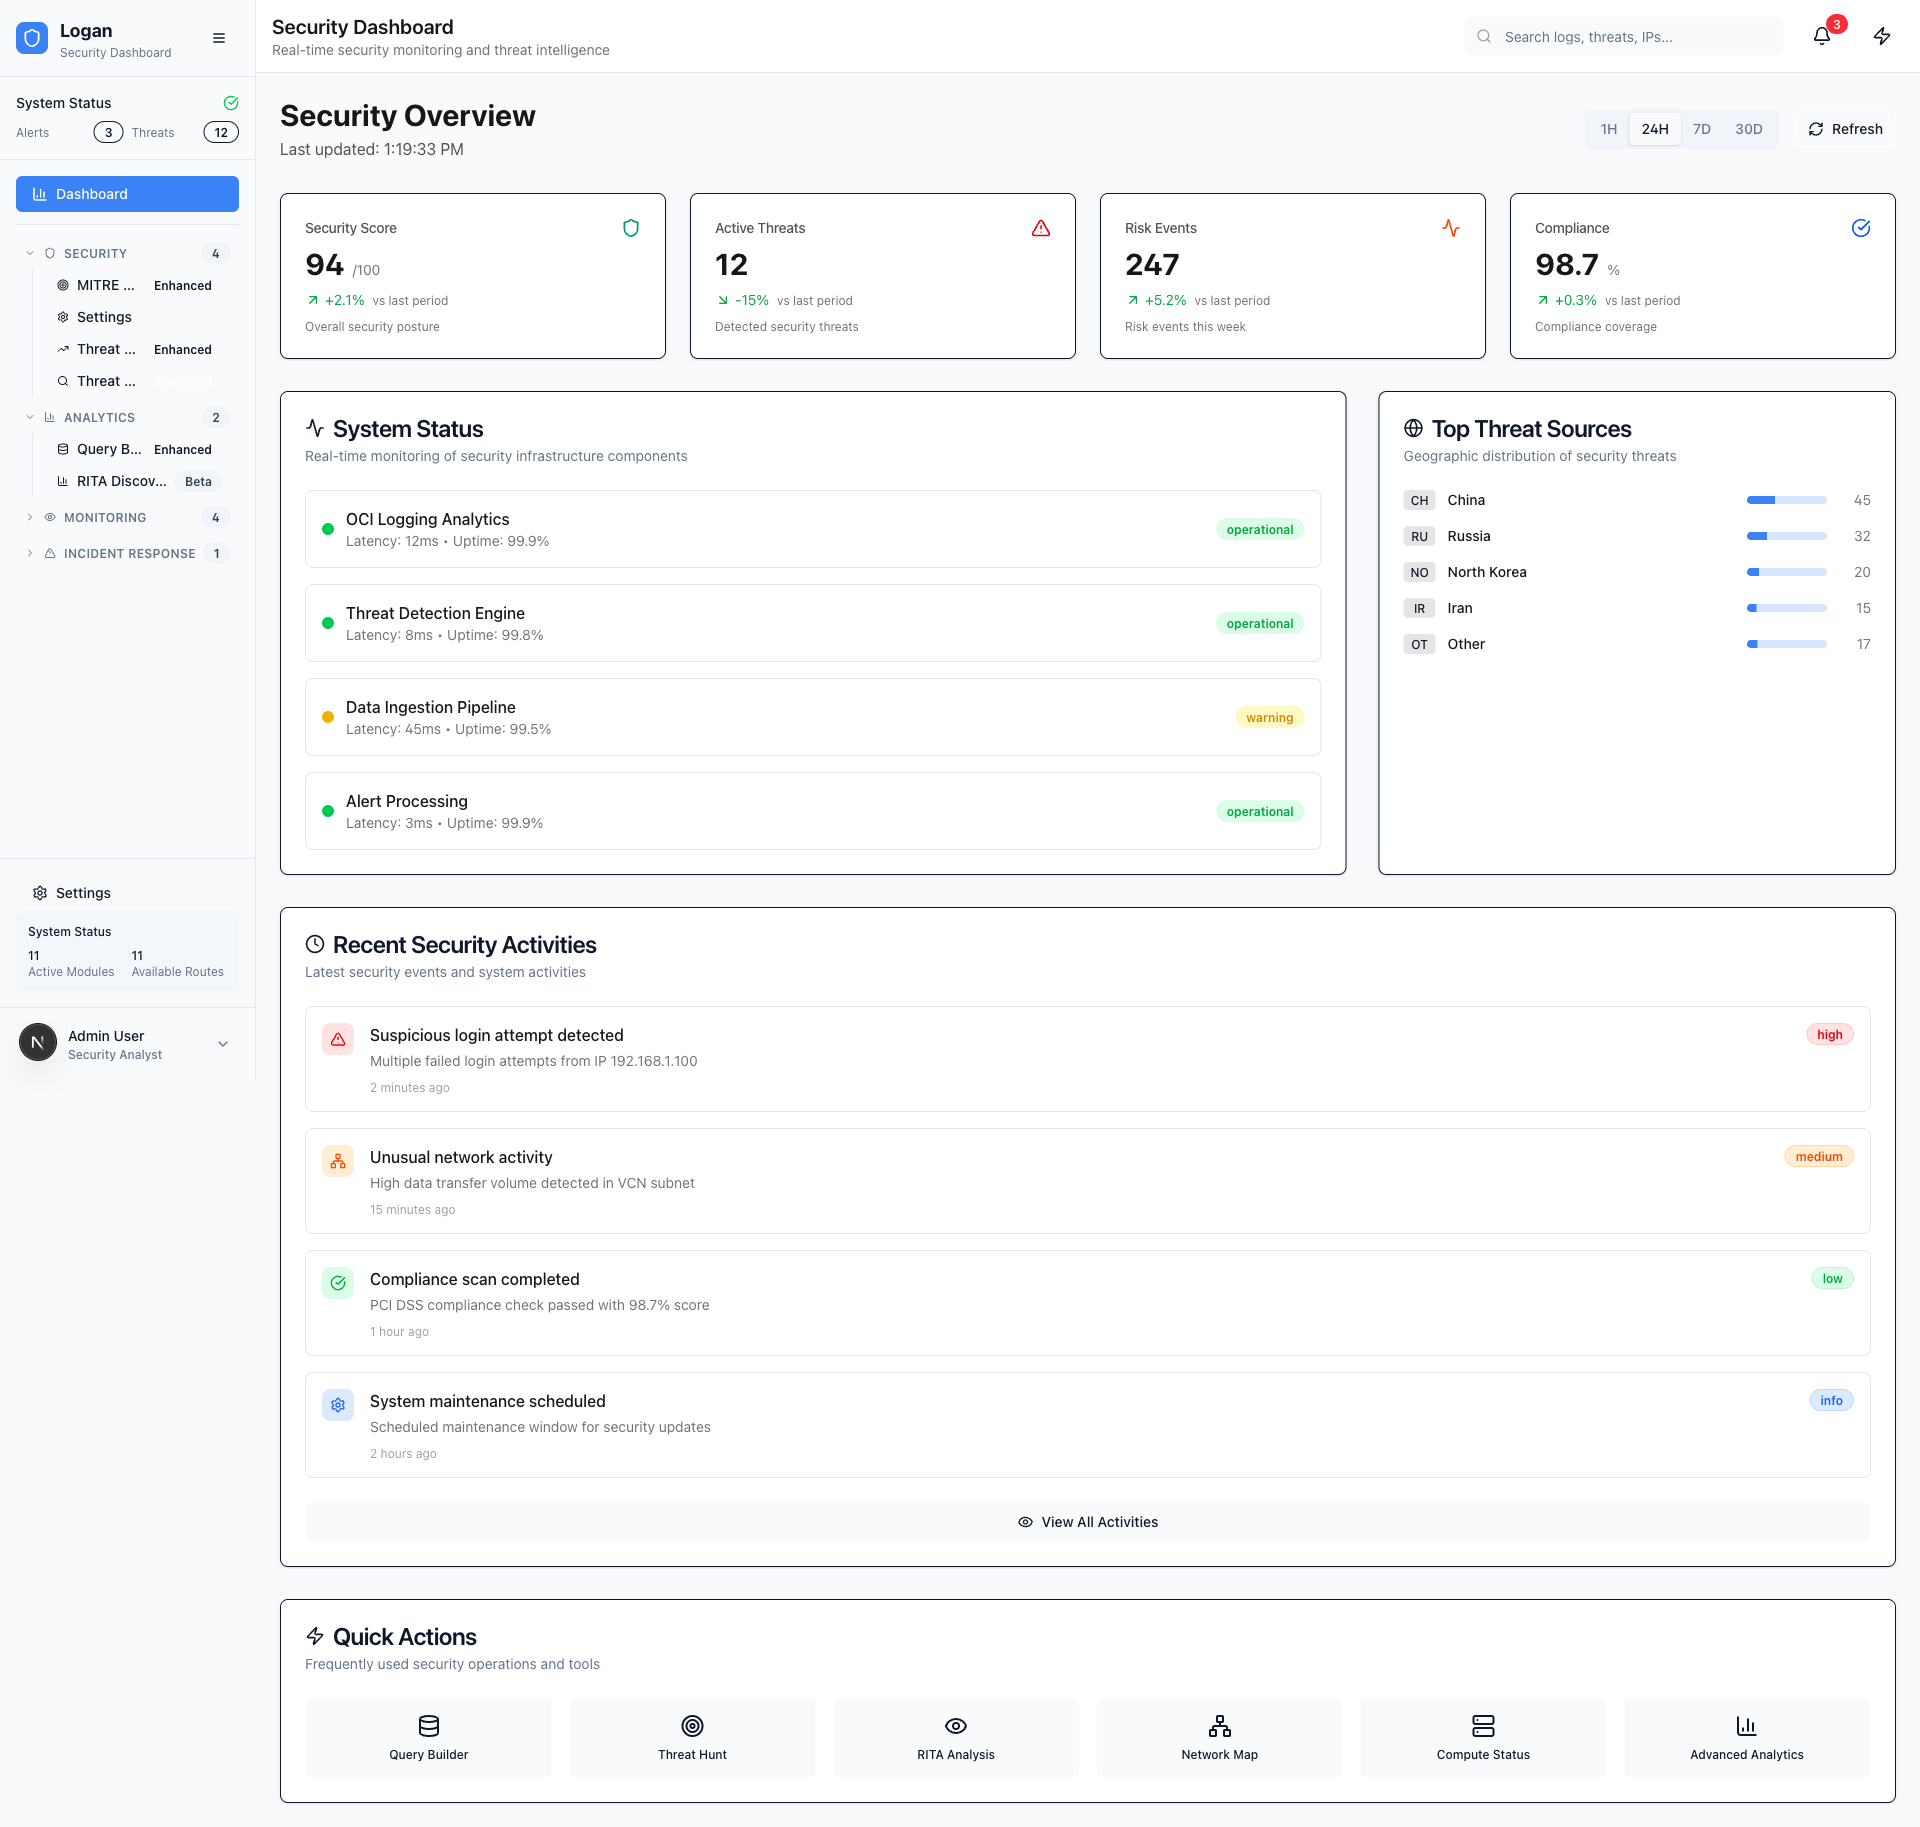 Logan
Security Dashboard
System Status
Alerts 3 Threats 12
Dashboard
SECURITY 4
MITRE ... Enhanced
Settings
Threat ... Enhanced
Threat ... Advanced
ANALYTICS 2
Query B... Enhanced
RITA Discov... Beta
MONITORING 4
INCIDENT RESPONSE 1
Settings
System Status
11 11
Active Modules Available Routes
N
Admin User
Security Analyst
Security Dashboard
Real-time security monitoring and threat intelligence
Search logs, threats, IPs...
3
Security Overview
Last updated: 1:19:33 PM
1H 24H 7D 30D Refresh
Security Score
94 /100
+2.1% vs last period
Overall security posture
Active Threats
12
-15% vs last period
Detected security threats
Risk Events
247
+5.2% vs last period
Risk events this week
Compliance
98.7 %
+0.3% vs last period
Compliance coverage
System Status
Real-time monitoring of security infrastructure components
OCI Logging Analytics
Latency: 12ms • Uptime: 99.9%
operational
Threat Detection Engine
Latency: 8ms • Uptime: 99.8%
operational
Data Ingestion Pipeline
Latency: 45ms • Uptime: 99.5%
warning
Alert Processing
Latency: 3ms • Uptime: 99.9%
operational
Top Threat Sources
Geographic distribution of security threats
CH China 45
RU Russia 32
NO North Korea 20
IR Iran 15
OT Other 17
Recent Security Activities
Latest security events and system activities
Suspicious login attempt detected
high
Multiple failed login attempts from IP 192.168.1.100
2 minutes ago
Unusual network activity
medium
High data transfer volume detected in VCN subnet
15 minutes ago
Compliance scan completed
low
PCI DSS compliance check passed with 98.7% score
1 hour ago
System maintenance scheduled
info
Scheduled maintenance window for security updates
2 hours ago
View All Activities
Quick Actions
Frequently used security operations and tools
Query Builder
Threat Hunt
RITA Analysis
Network Map
Compute Status
Advanced Analytics